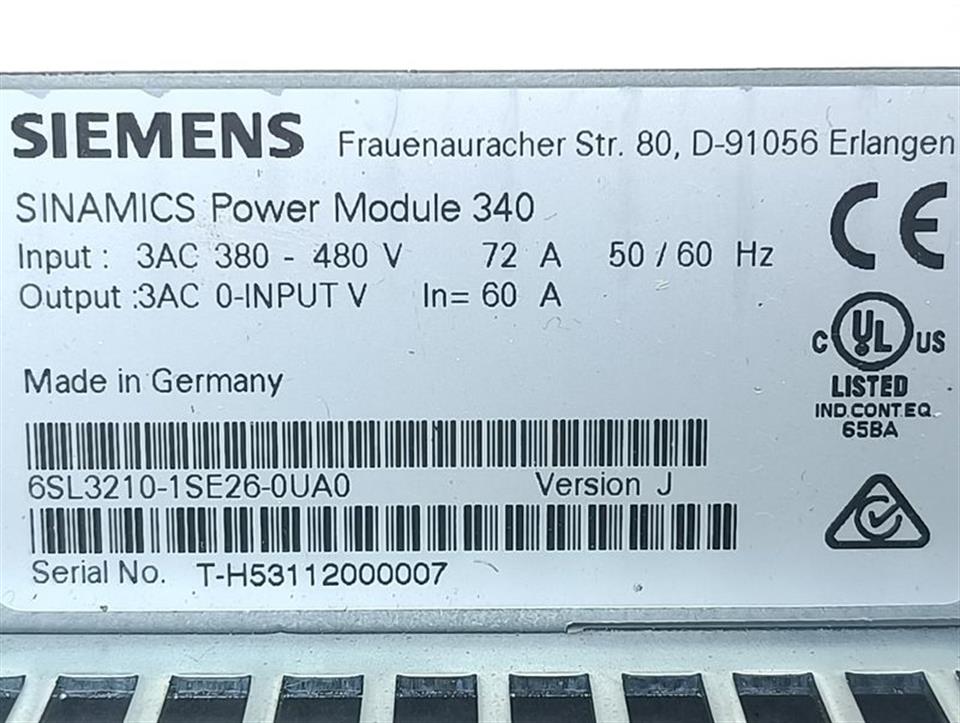 SIEMENS Frauenauracher Str. 80, D-91056 Erlangen
SINAMICS Power Module 340
Input : 3AC 380 - 480 V 72 A 50 / 60 Hz
Output :3AC 0-INPUT V In= 60 A
CE
C UL US
LISTED
IND.CONT.EQ.
65BA
Made in Germany
6SL3210-1SE26-0UA0 Version J
Serial No. T-H53112000007